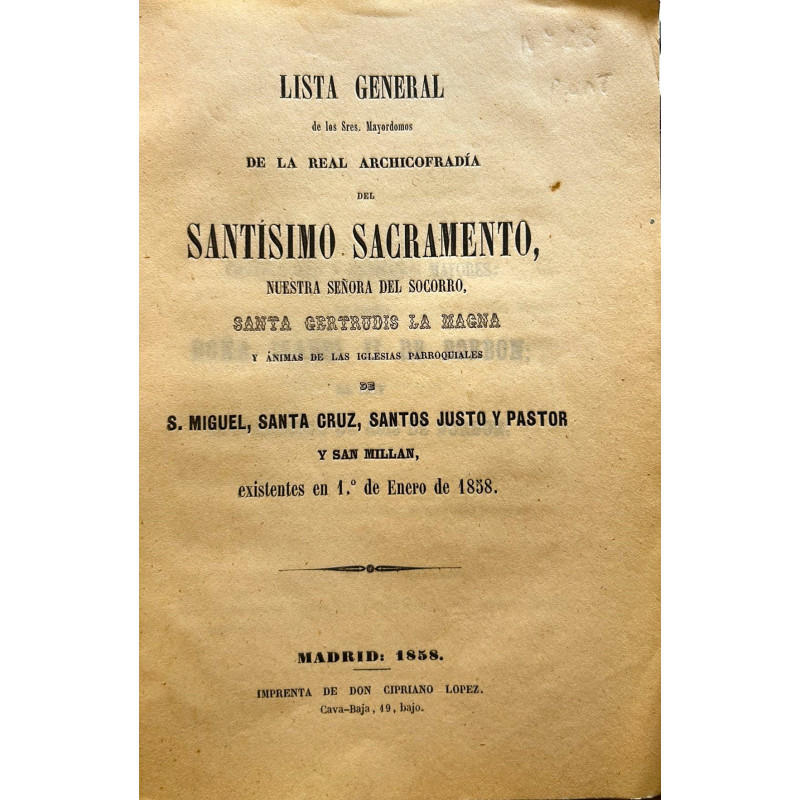 LISTA GENERAL
de los Sres. Mayordomos
DE LA REAL ARCHICOFRADÍA
DEL
SANTÍSIMO SACRAMENTO,
NUESTRA SEÑORA DEL SOCORRO,
SANTA GERTRUDIS LA MAGNA
Y ÁNIMAS DE LAS IGLESIAS PARROQUIALES
DE
S. MIGUEL, SANTA CRUZ, SANTOS JUSTO Y PASTOR
Y SAN MILLAN,
existentes en 1.º de Enero de 1858.
MADRID: 1858.
IMPRENTA DE DON CIPRIANO LOPEZ.
Cava-Baja, 19, bajo.